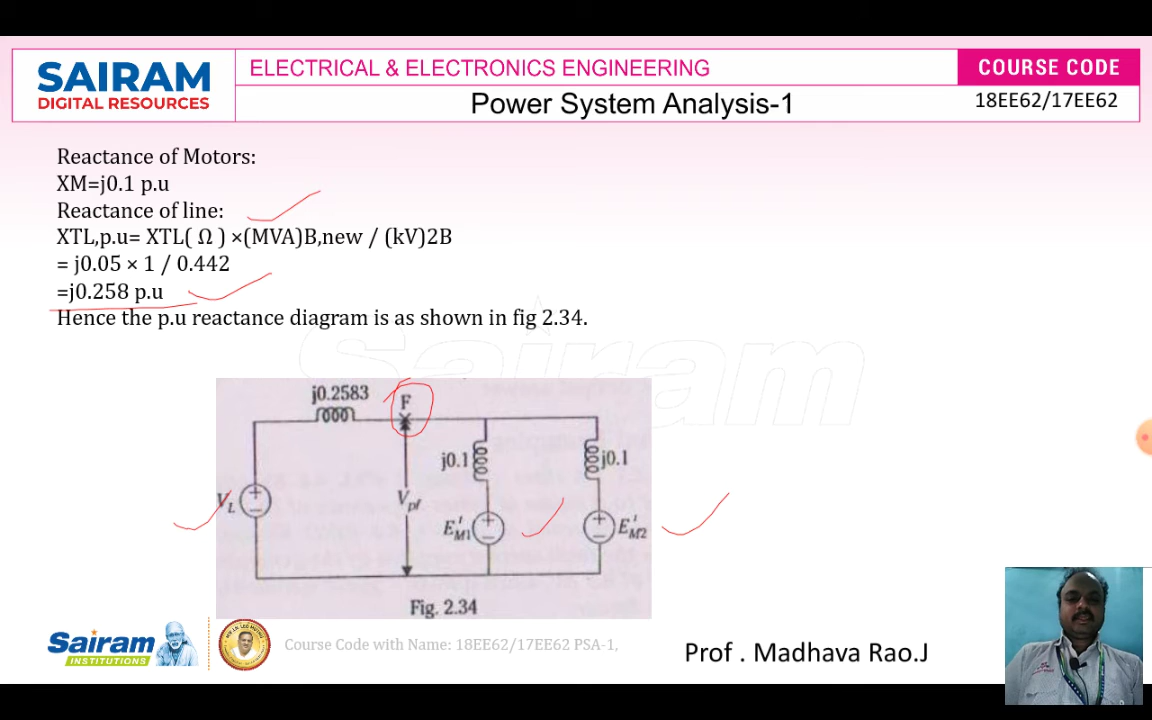 SAIRAM
DIGITAL RESOURCES
ELECTRICAL & ELECTRONICS ENGINEERING
Power System Analysis-1
COURSE CODE
18EE62/17EE62
Reactance of Motors:
XM=j0.1 p.u
Reactance of line:
XTL,p.u= XTL( Ω ) ×(MVA)B,new / (kV)2B
= j0.05 × 1 / 0.442
=j0.258 p.u
Hence the p.u reactance diagram is as shown in fig 2.34.
Sairam
j0.2583
F
j0.1
j0.1
VL
Vpf
E'M1
E'M2
Fig. 2.34
Sairam
INSTITUTIONS
Course Code with Name: 18EE62/17EE62 PSA-1,
Prof . Madhava Rao.J